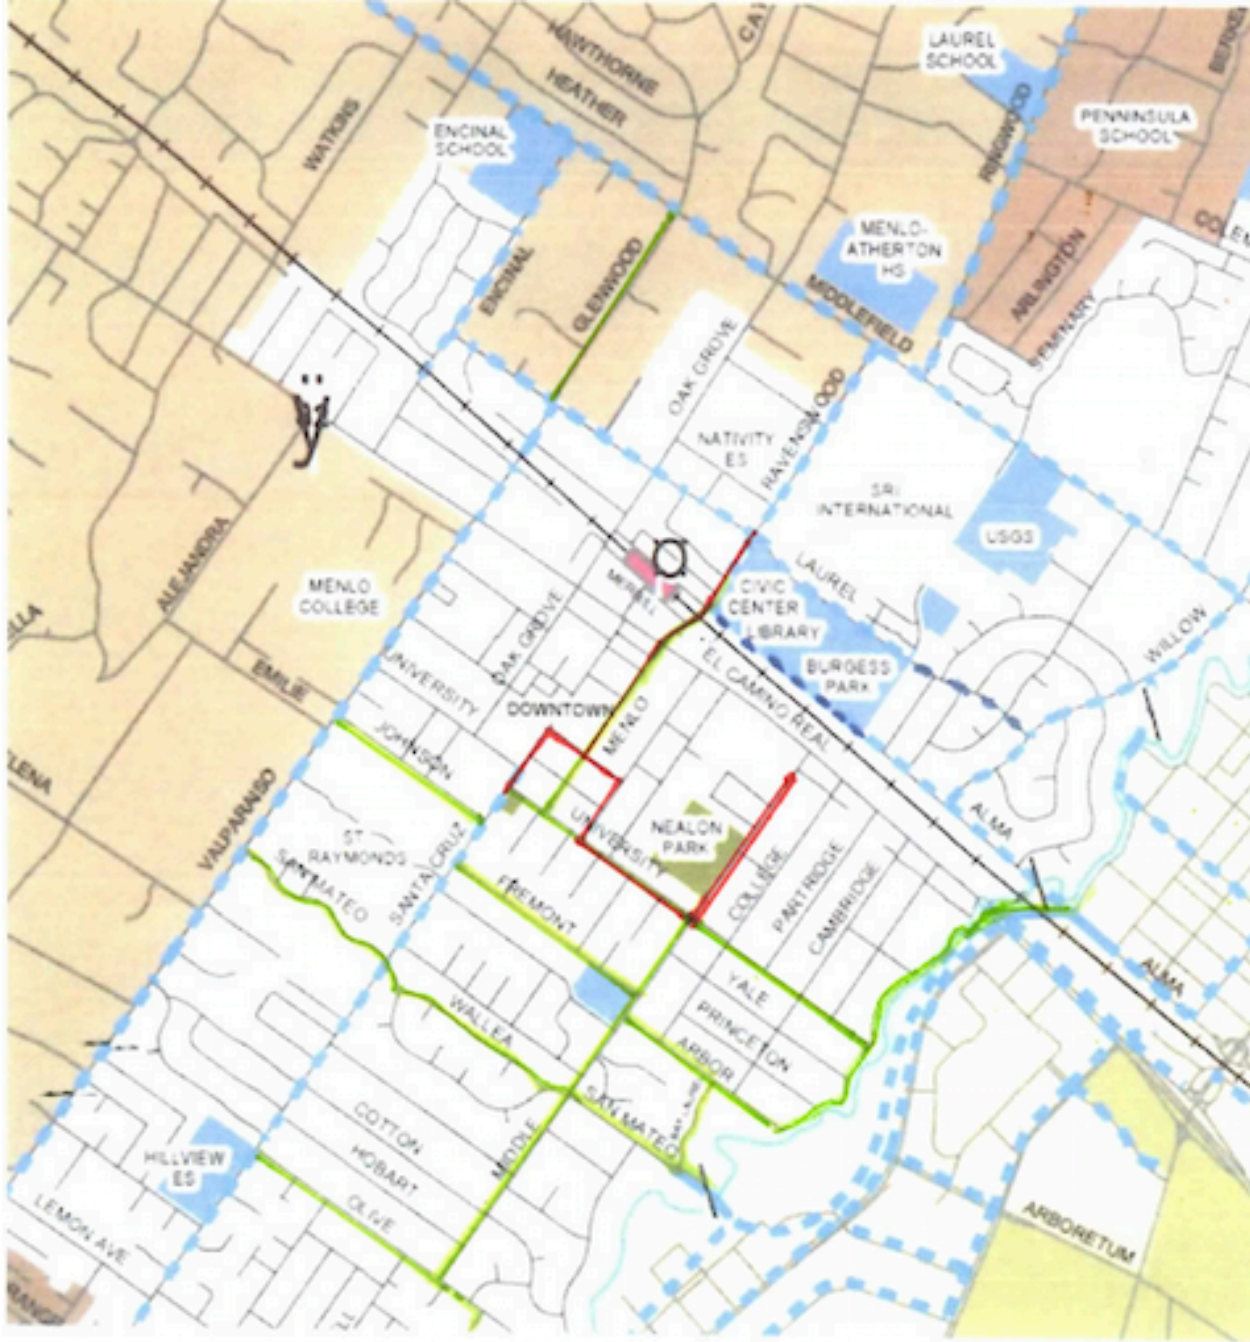 HAWTHORNE
HEATHER
LAUREL
SCHOOL
WATKINS
ENCINAL
SCHOOL
RINGWOOD
PENNINSULA
SCHOOL
MENLO-
ATHERTON
HS
ENCINAL
GLENWOOD
MIDDLEFIELD
ARLINGTON
SEMINARY
OAK GROVE
NATIVITY
ES
RAVENSWOOD
SRI
INTERNATIONAL
USGS
ALEJANDRA
MENLO
COLLEGE
MERRILL
CIVIC
CENTER
LIBRARY
LAUREL
WILLOW
OAK GROVE
BURGESS
PARK
EMILIE
UNIVERSITY
DOWNTOWN
MENLO
EL CAMINO REAL
JOHNSON
VALPARAISO
ST
RAYMONDS
SANTA CRUZ
UNIVERSITY
NEALON
PARK
ALMA
SAN MATEO
FREMONT
COLLEGE
PARTRIDGE
CAMBRIDGE
WALLEA
YALE
PRINCETON
ALMA
ARBOR
SAN MATEO
COTTON
MIDDLE
HOBART
HILLVIEW
ES
OLIVE
LEMON AVE
ARBORETUM